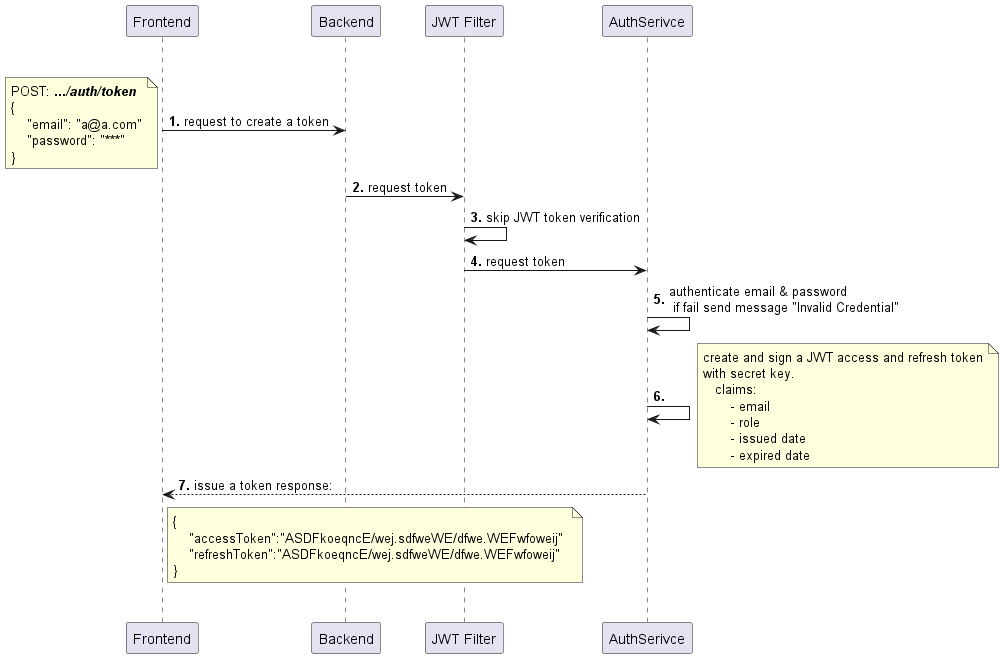 Frontend
Backend
JWT Filter
AuthSerivce
POST: .../auth/token
{
"email": "a@a.com"
"password": "***"
}
1. request to create a token
2. request token
3. skip JWT token verification
4. request token
5. authenticate email & password
if fail send message "Invalid Credential"
6.
create and sign a JWT access and refresh token
with secret key.
claims:
- email
- role
- issued date
- expired date
7. issue a token response:
{
"accessToken":"ASDFkoeqncE/wej.sdfweWE/dfwe.WEFwfoweij"
"refreshToken":"ASDFkoeqncE/wej.sdfweWE/dfwe.WEFwfoweij"
}
Frontend
Backend
JWT Filter
AuthSerivce